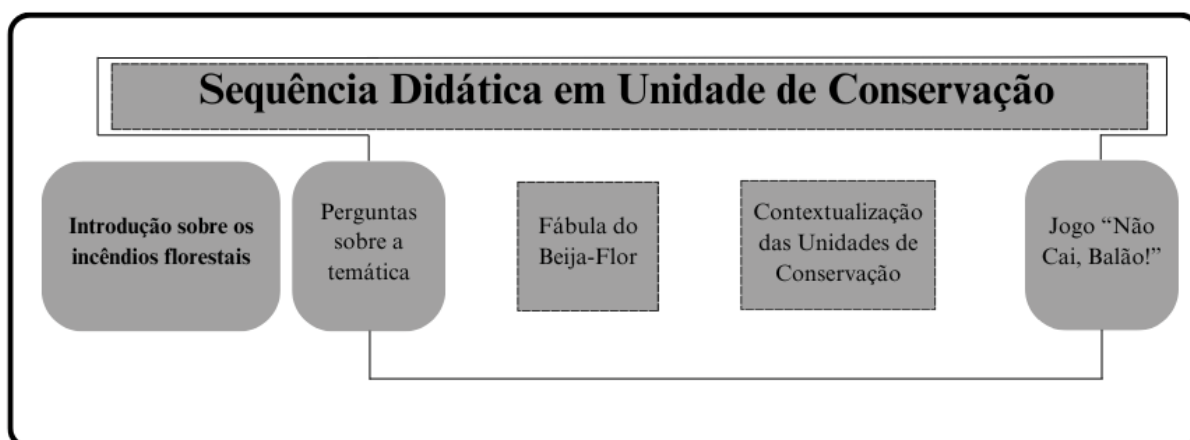 Sequência Didática em Unidade de Conservação
Introdução sobre os
incêndios florestais
Perguntas
sobre a
temática
Fábula do
Beija-Flor
Contextualização
das Unidades de
Conservação
Jogo “Não
Cai, Balão!”